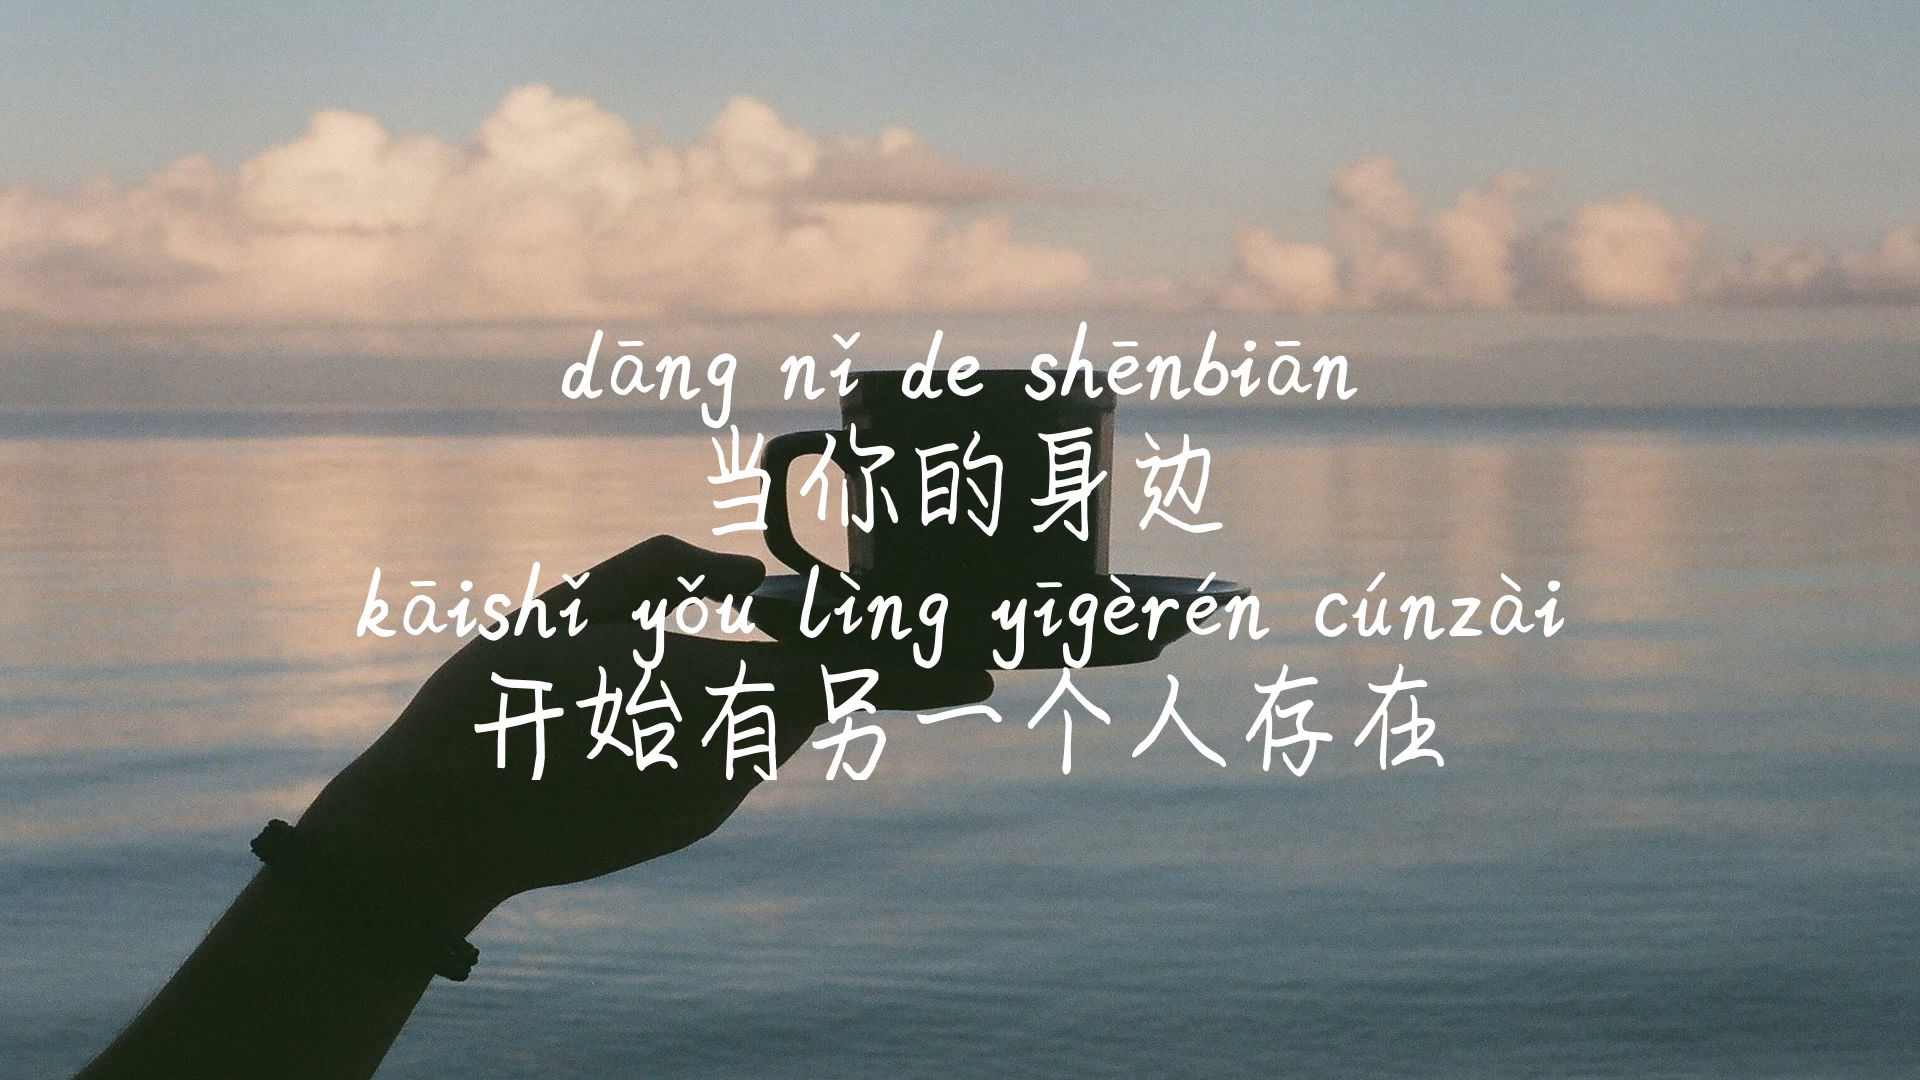 dāng nǐ de shēnbiān
当你的身边
kāishǐ yǒu lìng yīgèrén cúnzài
开始有另一个人存在